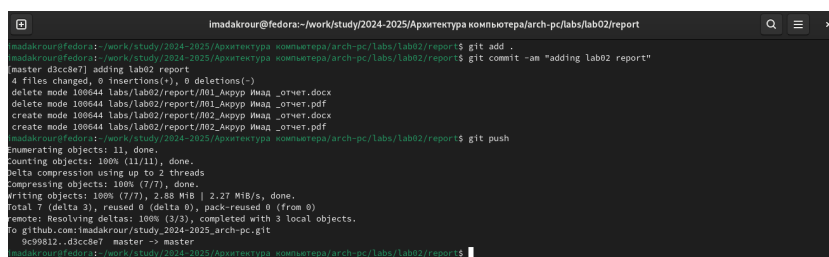 imadakrour@fedora:~/work/study/2024-2025/Архитектура компьютера/arch-pc/labs/lab02/report
imadakrour@fedora:~/work/study/2024-2025/Архитектура компьютера/arch-pc/labs/lab02/report$ git add .
imadakrour@fedora:~/work/study/2024-2025/Архитектура компьютера/arch-pc/labs/lab02/report$ git commit -am "adding lab02 report"
[master d3cc8e7] adding lab02 report
4 files changed, 0 insertions(+), 0 deletions(-)
delete mode 100644 labs/lab02/report/Л01_Акрур Имад _отчет.docx
delete mode 100644 labs/lab02/report/Л01_Акрур Имад _отчет.pdf
create mode 100644 labs/lab02/report/Л02_Акрур Имад _отчет.docx
create mode 100644 labs/lab02/report/Л02_Акрур Имад _отчет.pdf
imadakrour@fedora:~/work/study/2024-2025/Архитектура компьютера/arch-pc/labs/lab02/report$ git push
Enumerating objects: 11, done.
Counting objects: 100% (11/11), done.
Delta compression using up to 2 threads
Compressing objects: 100% (7/7), done.
Writing objects: 100% (7/7), 2.88 MiB | 2.27 MiB/s, done.
Total 7 (delta 3), reused 0 (delta 0), pack-reused 0 (from 0)
remote: Resolving deltas: 100% (3/3), completed with 3 local objects.
To github.com:imadakrour/study_2024-2025_arch-pc.git
9c99812..d3cc8e7 master -> master
imadakrour@fedora:~/work/study/2024-2025/Архитектура компьютера/arch-pc/labs/lab02/report$